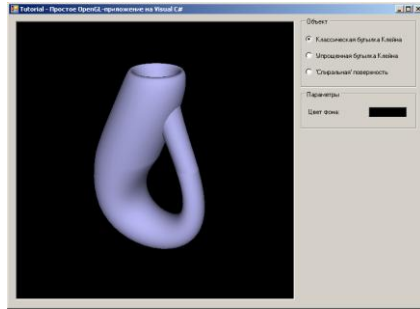 Tutorial - Простое OpenGL-приложение на Visual C#
Объект
Классическая бутылка Клейна
Упрощенная бутылка Клейна
"Спиральная" поверхность
Параметры
Цвет фона: